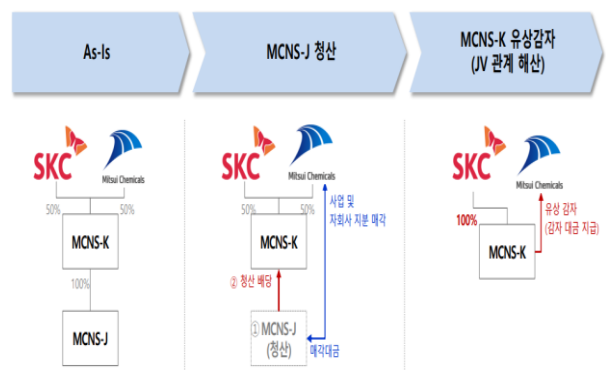 As-Is
MCNS-J 청산
MCNS-K 유상감자
(JV 관계 해산)
SKC
Mitsui Chemicals
50%
50%
MCNS-K
100%
MCNS-J
SKC
Mitsui Chemicals
50%
50%
사업 및
자회사 지분 매각
MCNS-K
② 청산 배당
① MCNS-J
(청산)
매각대금
SKC
Mitsui Chemicals
100%
유상 감자
(감자 대금 지급)
MCNS-K